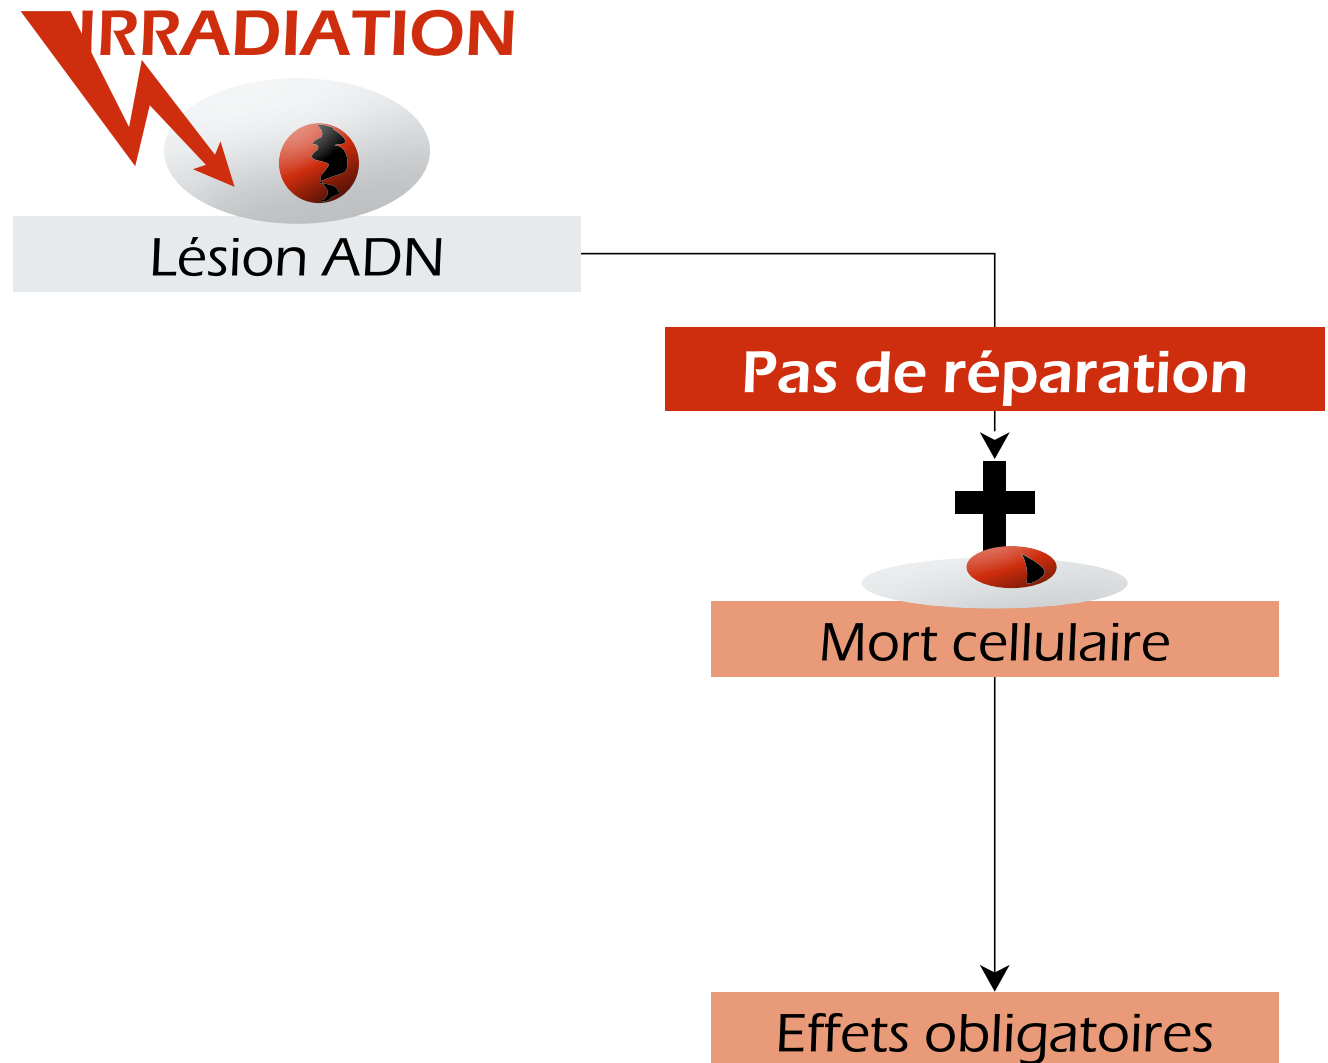 IRRADIATION
Lésion ADN
Pas de réparation
Mort cellulaire
Effets obligatoires